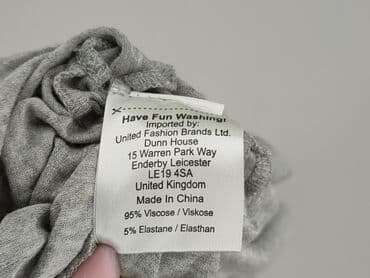 Have Fun Washing!
Imported by:
United Fashion Brands Ltd.
Dunn House
15 Warren Park Way
Enderby Leicester
LE19 4SA
United Kingdom
Made In China
95% Viscose / Viskose
5% Elastane / Elasthan